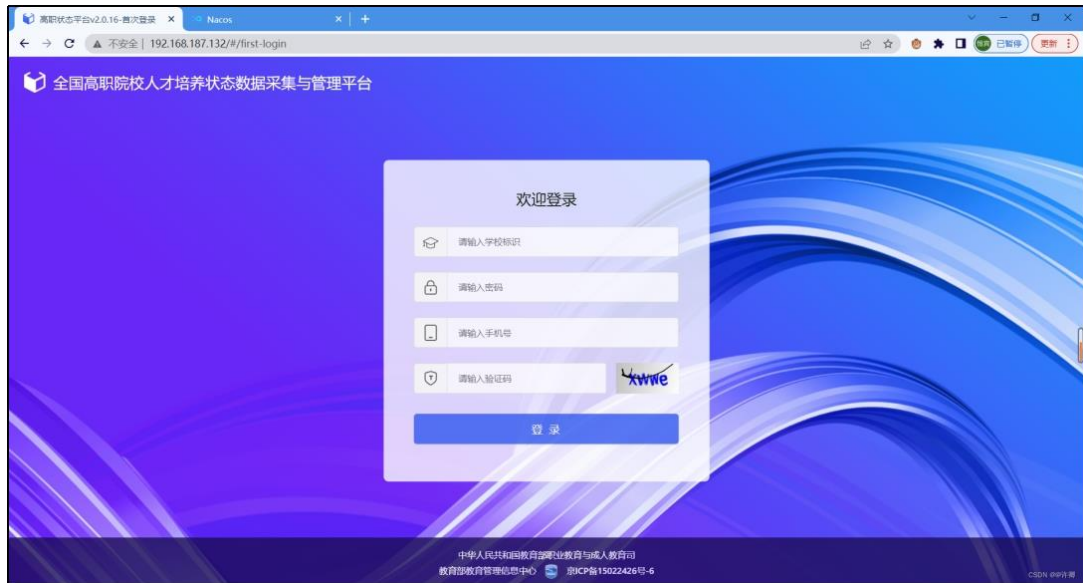 高职状态平台v2.0.16-首次登录
Nacos
不安全 | 192.168.187.132/#/first-login
已暂停
更新
全国高职院校人才培养状态数据采集与管理平台
欢迎登录
请输入学校标识
请输入密码
请输入手机号
请输入验证码
xwwe
登 录
中华人民共和国教育部职业教育与成人教育司
教育部教育管理信息中心 京ICP备15022426号-6